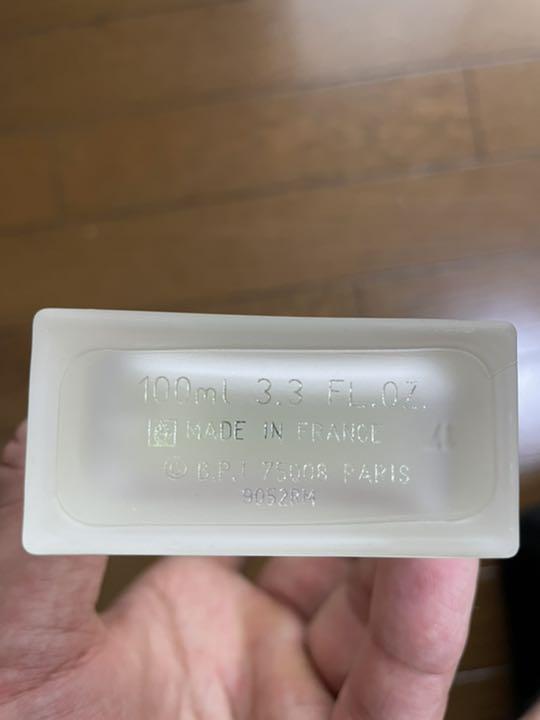 100ml 3.3 FL.OZ.
MADE IN FRANCE
© B.P.I 75008 PARIS
9052RM